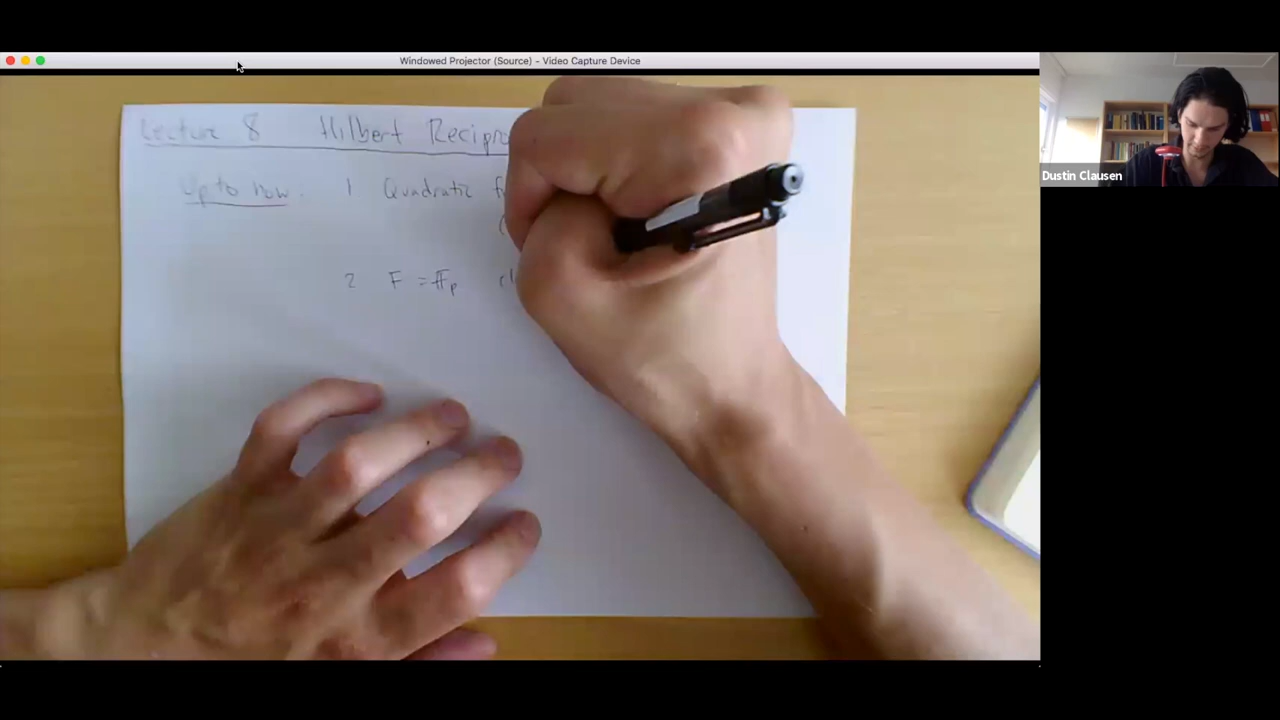 Windowed Projector (Source) – Video Capture Device
Dustin Clausen
Lecture 8 Hilbert Recipro
Up to now. 1 Quadratic f
2 F = 𝔽p cl